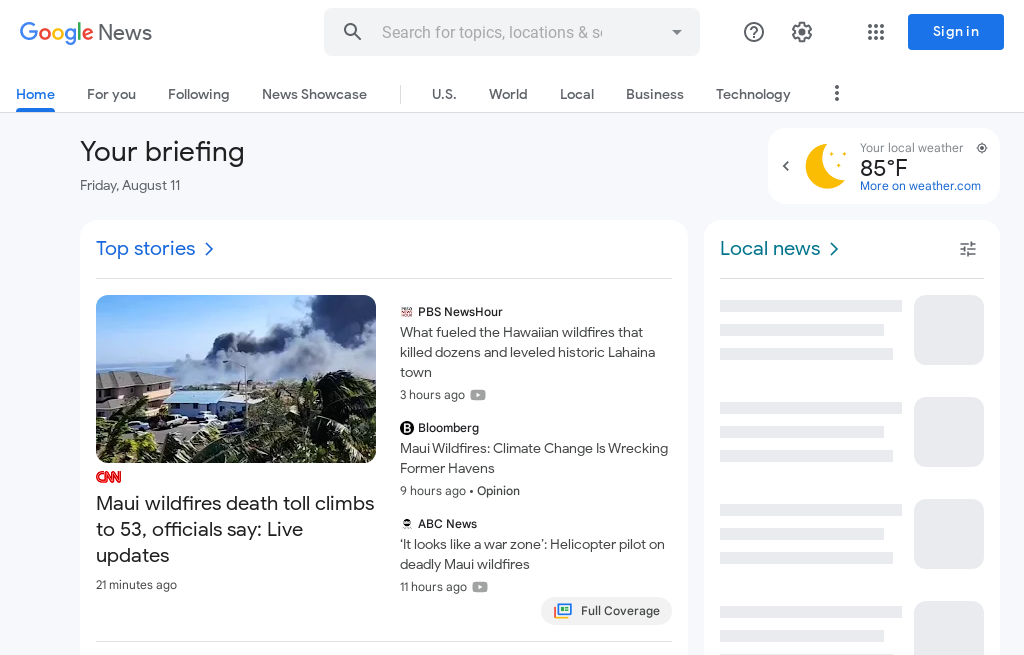 Google News
Search for topics, locations &
Sign in
Home
For you
Following
News Showcase
U.S.
World
Local
Business
Technology
Your briefing
Friday, August 11
Your local weather
85°F
More on weather.com
Top stories
CNN
Maui wildfires death toll climbs
to 53, officials say: Live
updates
21 minutes ago
PBS NewsHour
What fueled the Hawaiian wildfires that
killed dozens and leveled historic Lahaina
town
3 hours ago
Bloomberg
Maui Wildfires: Climate Change Is Wrecking
Former Havens
9 hours ago • Opinion
ABC News
‘It looks like a war zone’: Helicopter pilot on
deadly Maui wildfires
11 hours ago
Full Coverage
Local news